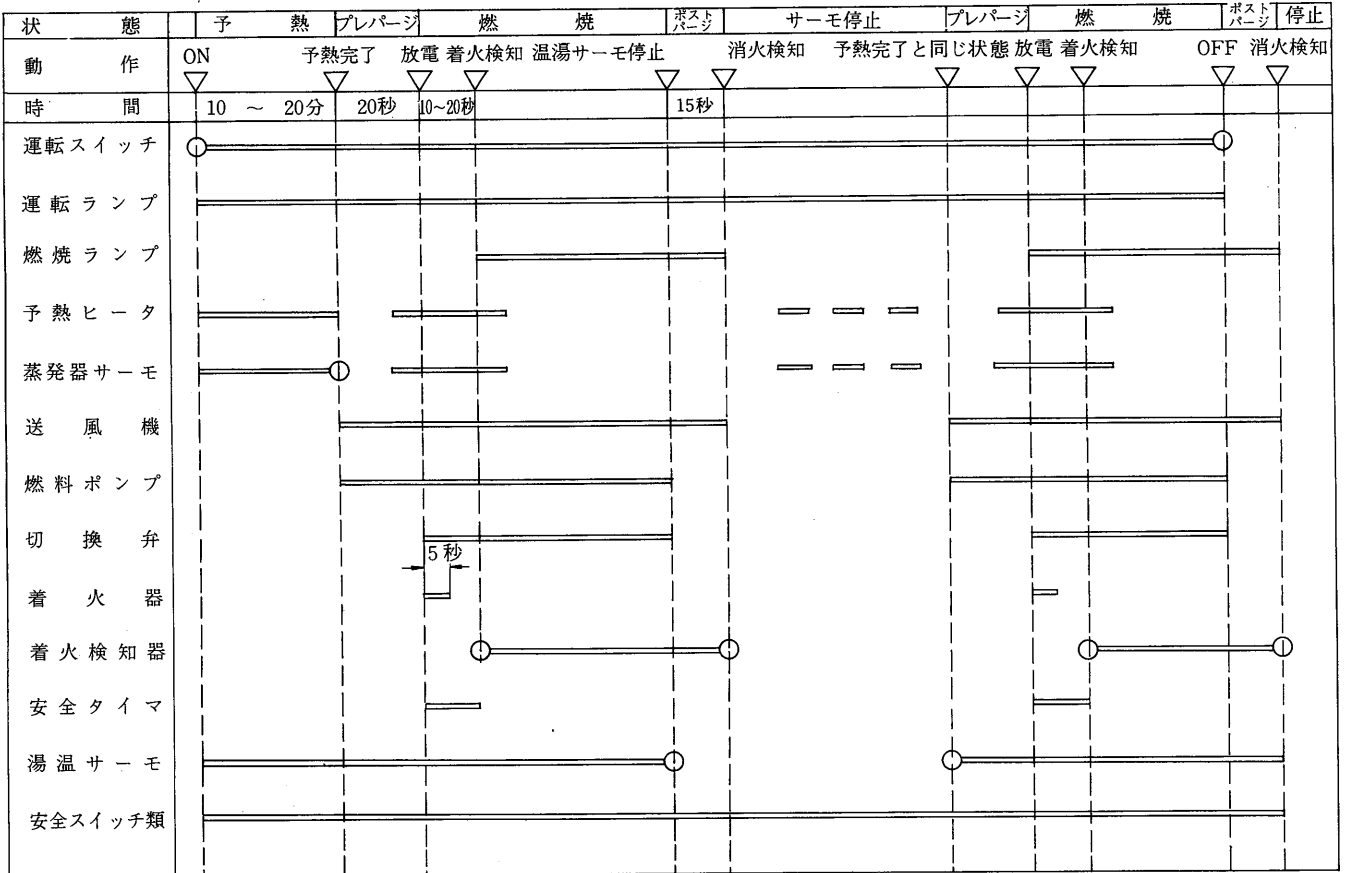 状態 予熱 プレパージ 燃焼 ポストパージ サーモ停止 プレパージ 燃焼 ポストパージ 停止
動作 ON 予熱完了 放電 着火検知 温湯サーモ停止 消火検知 予熱完了と同じ状態 放電 着火検知 OFF 消火検知
時間 10 ～ 20分 20秒 10~20秒 15秒
運転スイッチ
運転ランプ
燃焼ランプ
予熱ヒータ
蒸発器サーモ
送風機
燃料ポンプ
切換弁
5秒
着火器
着火検知器
安全タイマ
湯温サーモ
安全スイッチ類